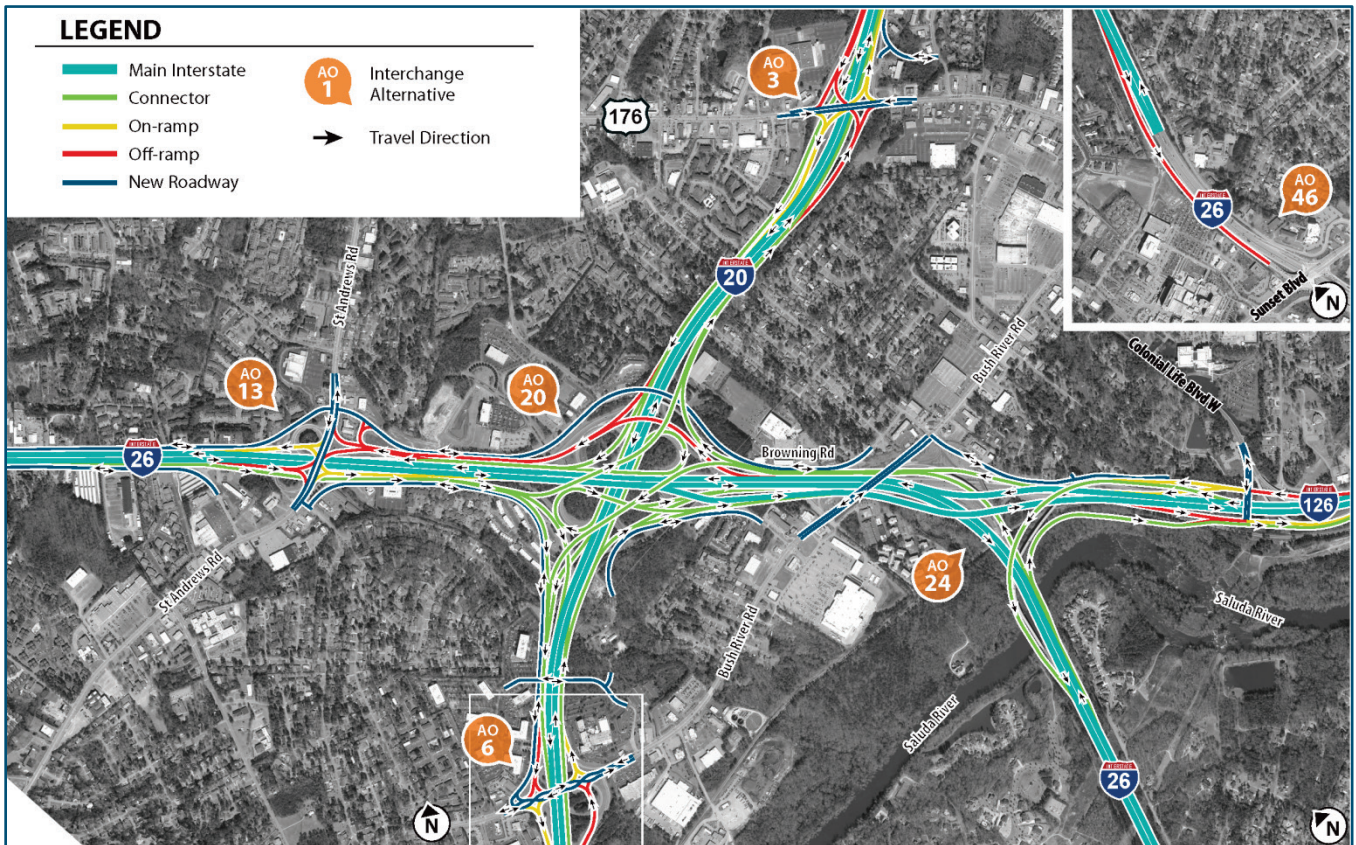 LEGEND
Main Interstate
Connector
On-ramp
Off-ramp
New Roadway
AO
1
Interchange
Alternative
Travel Direction
AO
3
176
INTERSTATE
26
AO
46
Sunset Blvd
N
INTERSTATE
20
St Andrews Rd
Bush River Rd
Colonial Life Blvd W
AO
13
AO
20
INTERSTATE
26
Browning Rd
INTERSTATE
126
St Andrews Rd
AO
24
Saluda River
Bush River Rd
Saluda River
AO
6
INTERSTATE
26
N
N